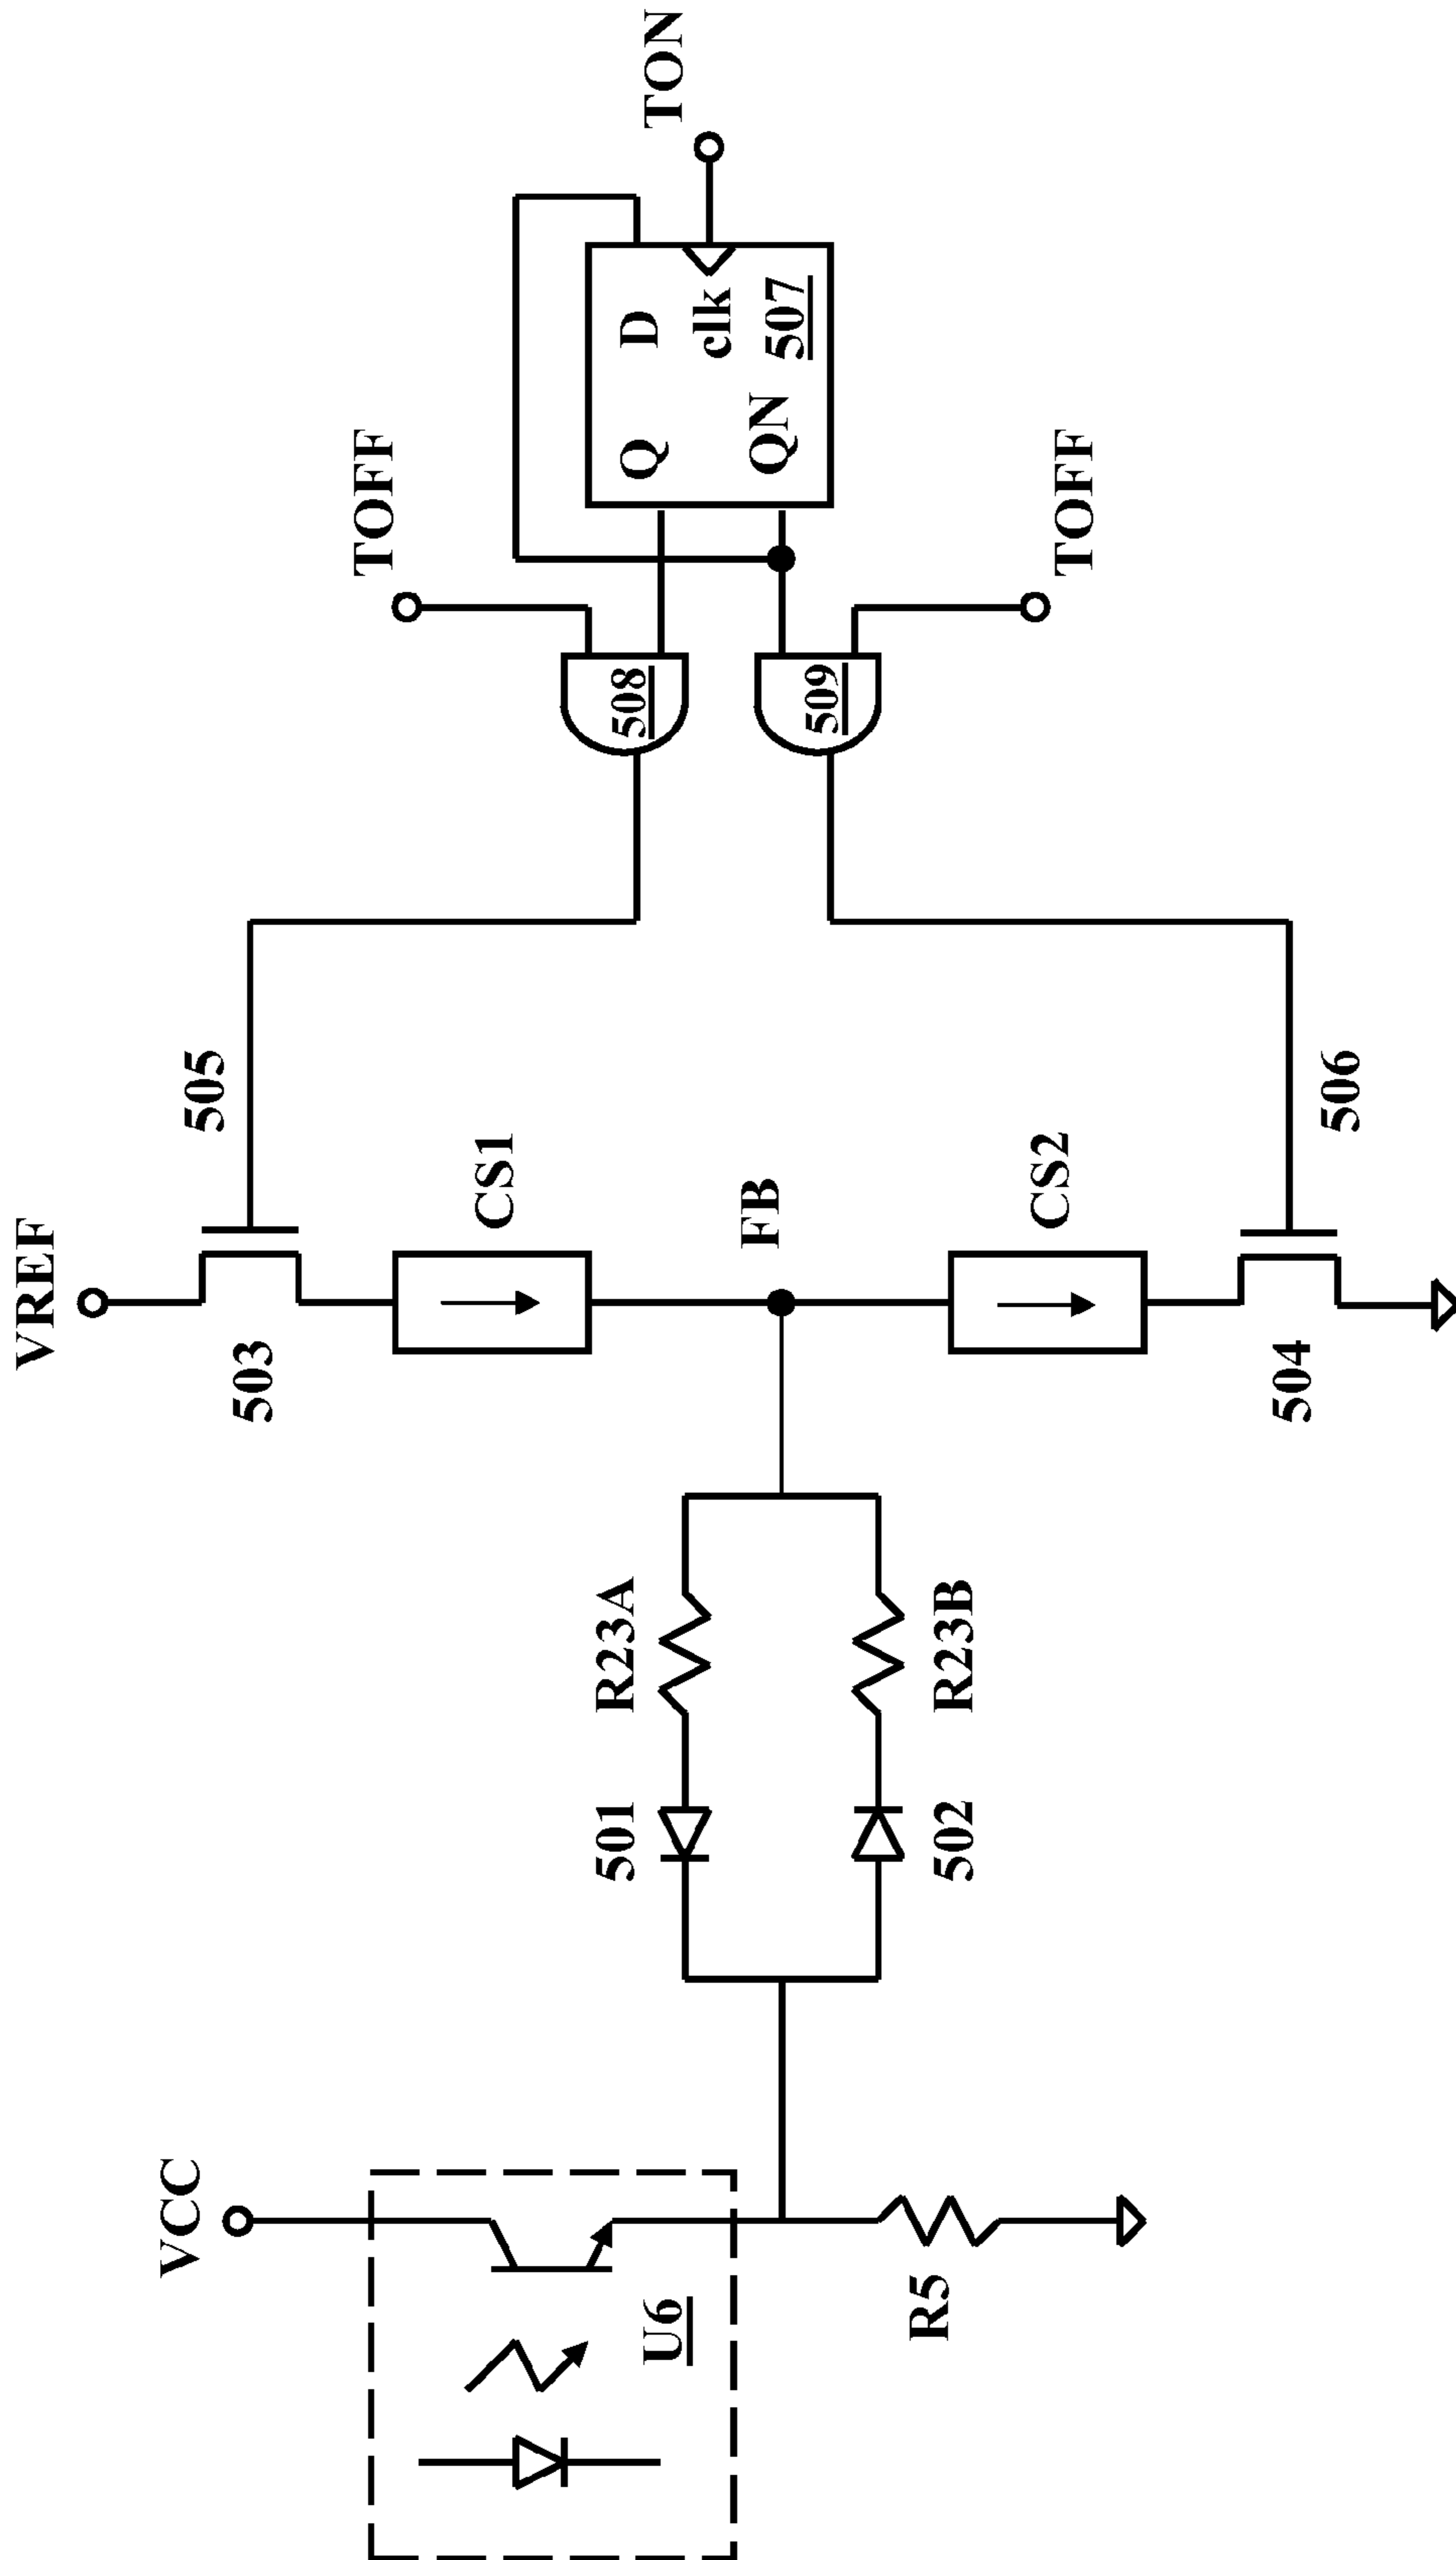 TON
D
clk
507
Q
QN
TOFF
TOFF
508
509
505
506
VREF
CS1
FB
CS2
503
504
R23A
R23B
501
502
VCC
U6
R5